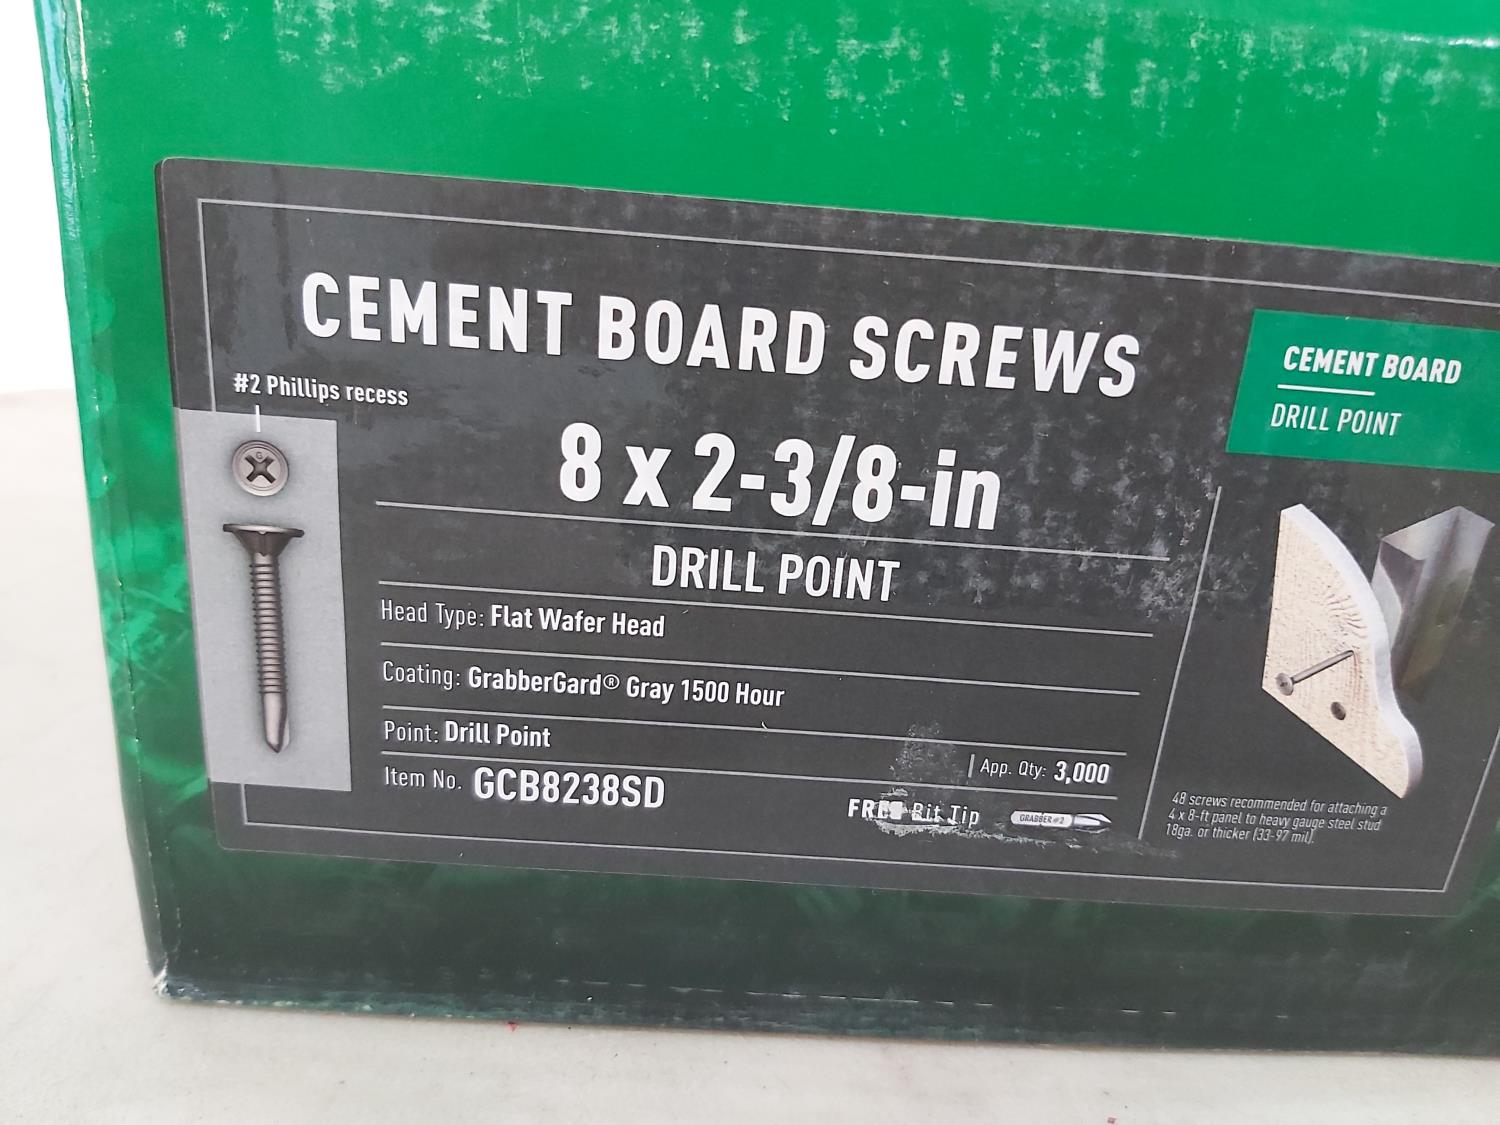 CEMENT BOARD SCREWS
#2 Phillips recess
G
8 x 2-3/8-in
DRILL POINT
Head Type: Flat Wafer Head
Coating: GrabberGard® Gray 1500 Hour
Point: Drill Point
App. Qty: 3,000
Item No. GCB8238SD
FREE Bit Tip
GRABBER #2
CEMENT BOARD
DRILL POINT
48 screws recommended for attaching a
4 x 8-ft panel to heavy gauge steel stud
18ga. or thicker (33-97 mil).